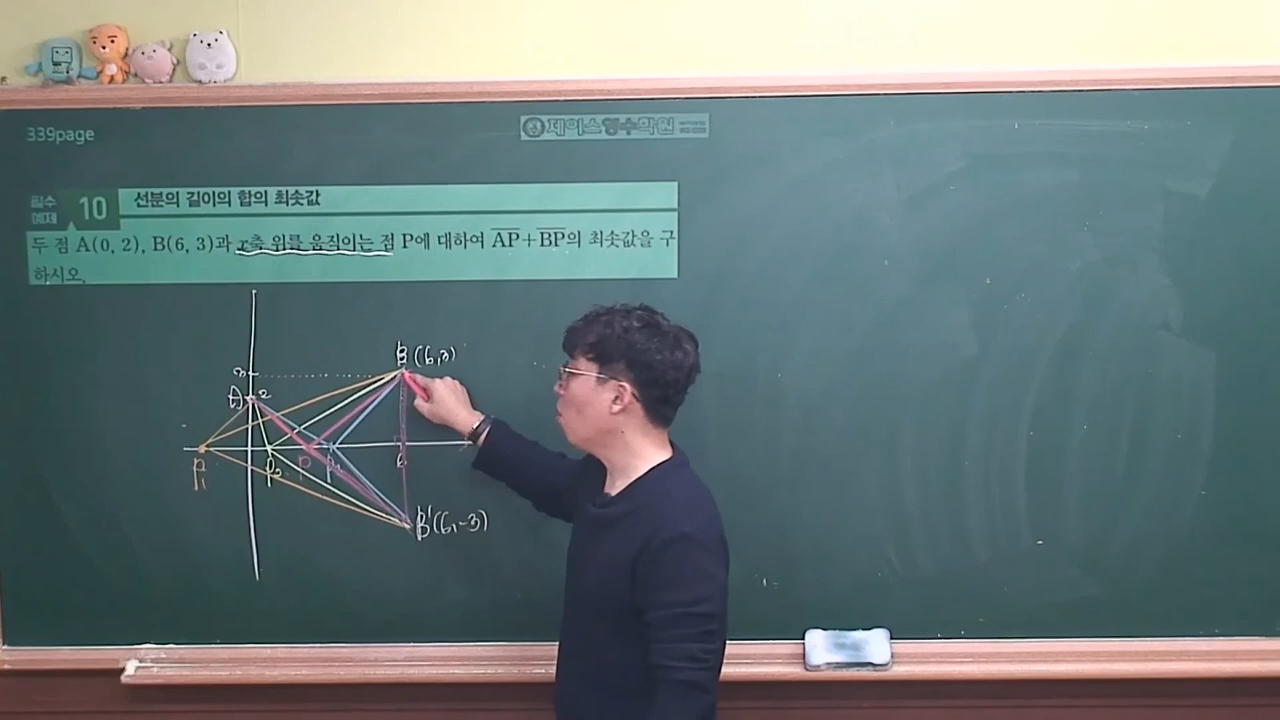 339page
제이스 영수학원
필수
예제
10
선분의 길이의 합의 최솟값
두 점 A(0, 2), B(6, 3)과 x축 위를 움직이는 점 P에 대하여 AP+BP의 최솟값을 구
하시오.
B (6,3)
3
A 2
P₁ P₂ P 6
B'(6,-3)